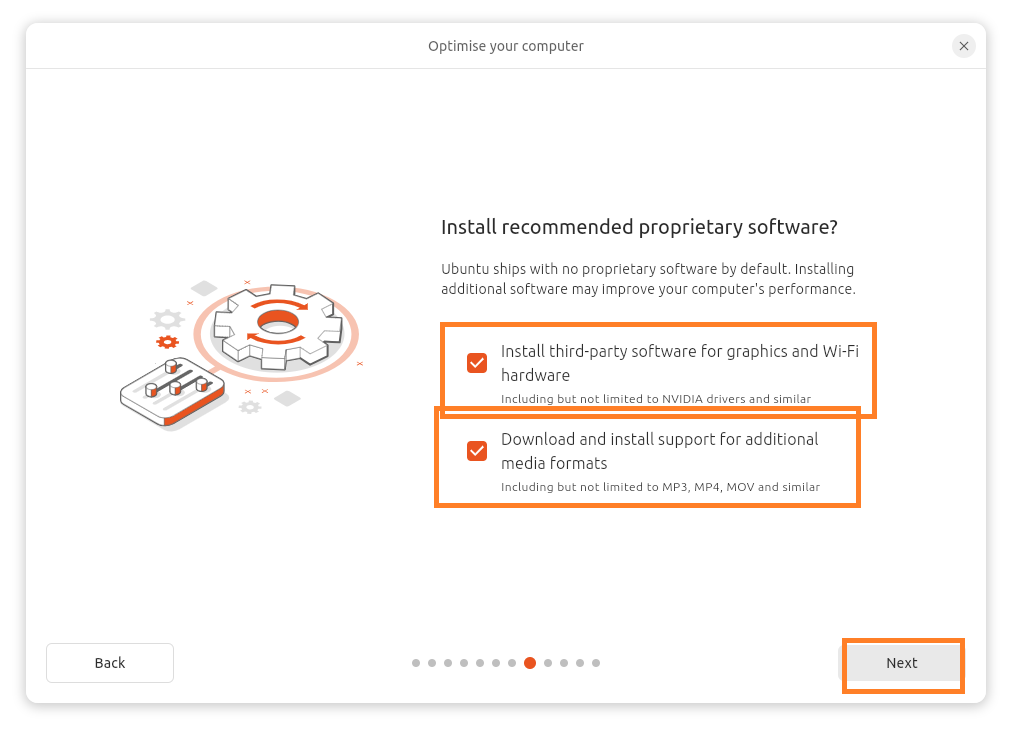 Optimise your computer
Install recommended proprietary software?
Ubuntu ships with no proprietary software by default. Installing
additional software may improve your computer's performance.
Install third-party software for graphics and Wi-Fi
hardware
Including but not limited to NVIDIA drivers and similar
Download and install support for additional
media formats
Including but not limited to MP3, MP4, MOV and similar
Back
Next